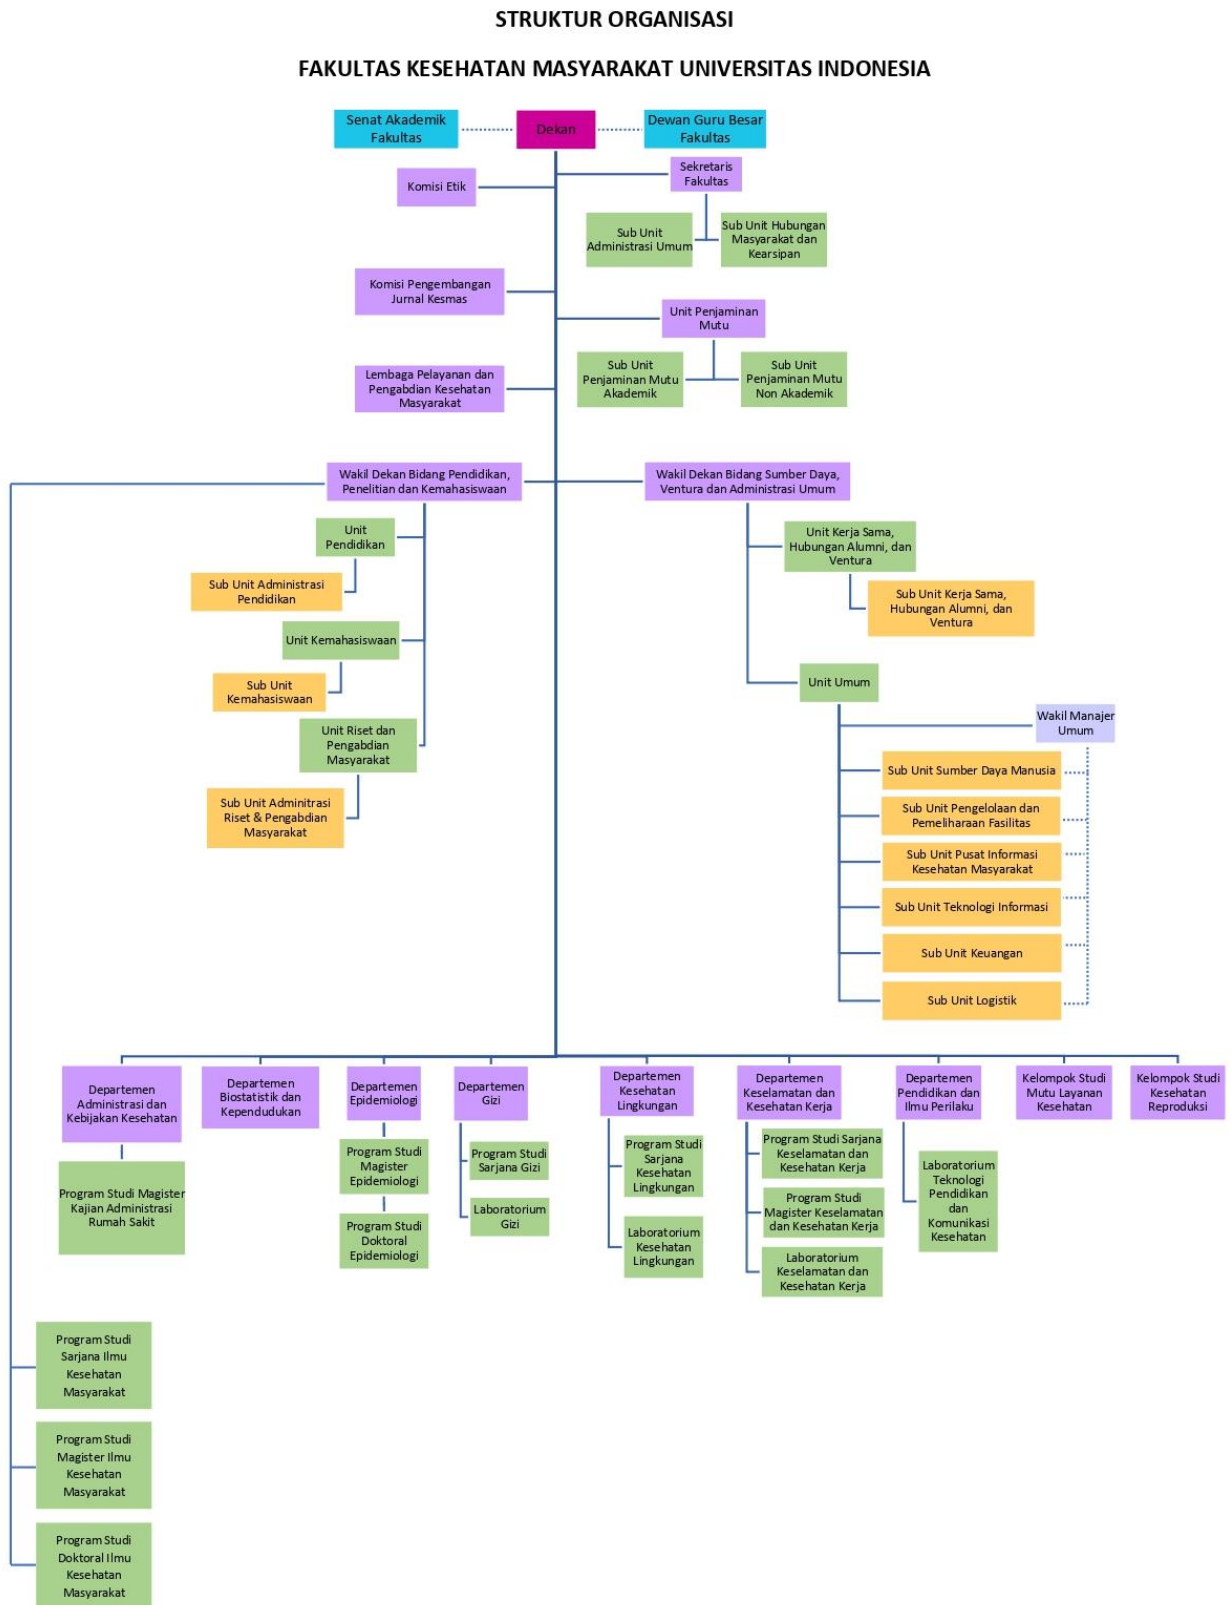 STRUKTUR ORGANISASI
FAKULTAS KESEHATAN MASYARAKAT UNIVERSITAS INDONESIA
Senat Akademik
Fakultas
Dekan
Dewan Guru Besar
Fakultas
Komisi Etik
Sekretaris
Fakultas
Sub Unit
Administrasi Umum
Sub Unit Hubungan
Masyarakat dan
Kearsipan
Komisi Pengembangan
Jurnal Kesmas
Unit Penjaminan
Mutu
Sub Unit
Penjaminan Mutu
Akademik
Sub Unit
Penjaminan Mutu
Non Akademik
Lembaga Pelayanan dan
Pengabdian Kesehatan
Masyarakat
Wakil Dekan Bidang Pendidikan,
Penelitian dan Kemahasiswaan
Wakil Dekan Bidang Sumber Daya,
Ventura dan Administrasi Umum
Unit
Pendidikan
Sub Unit Administrasi
Pendidikan
Unit Kemahasiswaan
Sub Unit
Kemahasiswaan
Unit Riset dan
Pengabdian
Masyarakat
Sub Unit Adminitrasi
Riset & Pengabdian
Masyarakat
Unit Kerja Sama,
Hubungan Alumni, dan
Ventura
Sub Unit Kerja Sama,
Hubungan Alumni, dan
Ventura
Unit Umum
Wakil Manajer
Umum
Sub Unit Sumber Daya Manusia
Sub Unit Pengelolaan dan
Pemeliharaan Fasilitas
Sub Unit Pusat Informasi
Kesehatan Masyarakat
Sub Unit Teknologi Informasi
Sub Unit Keuangan
Sub Unit Logistik
Departemen
Administrasi dan
Kebijakan Kesehatan
Program Studi Magister
Kajian Administrasi
Rumah Sakit
Departemen
Biostatistik dan
Kependudukan
Departemen
Epidemiologi
Program Studi
Magister
Epidemiologi
Program Studi
Doktoral
Epidemiologi
Departemen
Gizi
Program Studi
Sarjana Gizi
Laboratorium
Gizi
Departemen
Kesehatan
Lingkungan
Program Studi
Sarjana
Kesehatan
Lingkungan
Laboratorium
Kesehatan
Lingkungan
Departemen
Keselamatan dan
Kesehatan Kerja
Program Studi Sarjana
Keselamatan dan
Kesehatan Kerja
Program Studi
Magister Keselamatan
dan Kesehatan Kerja
Laboratorium
Keselamatan dan
Kesehatan Kerja
Departemen
Pendidikan dan
Ilmu Perilaku
Laboratorium
Teknologi
Pendidikan
dan
Komunikasi
Kesehatan
Kelompok Studi
Mutu Layanan
Kesehatan
Kelompok Studi
Kesehatan
Reproduksi
Program Studi
Sarjana Ilmu
Kesehatan
Masyarakat
Program Studi
Magister Ilmu
Kesehatan
Masyarakat
Program Studi
Doktoral Ilmu
Kesehatan
Masyarakat